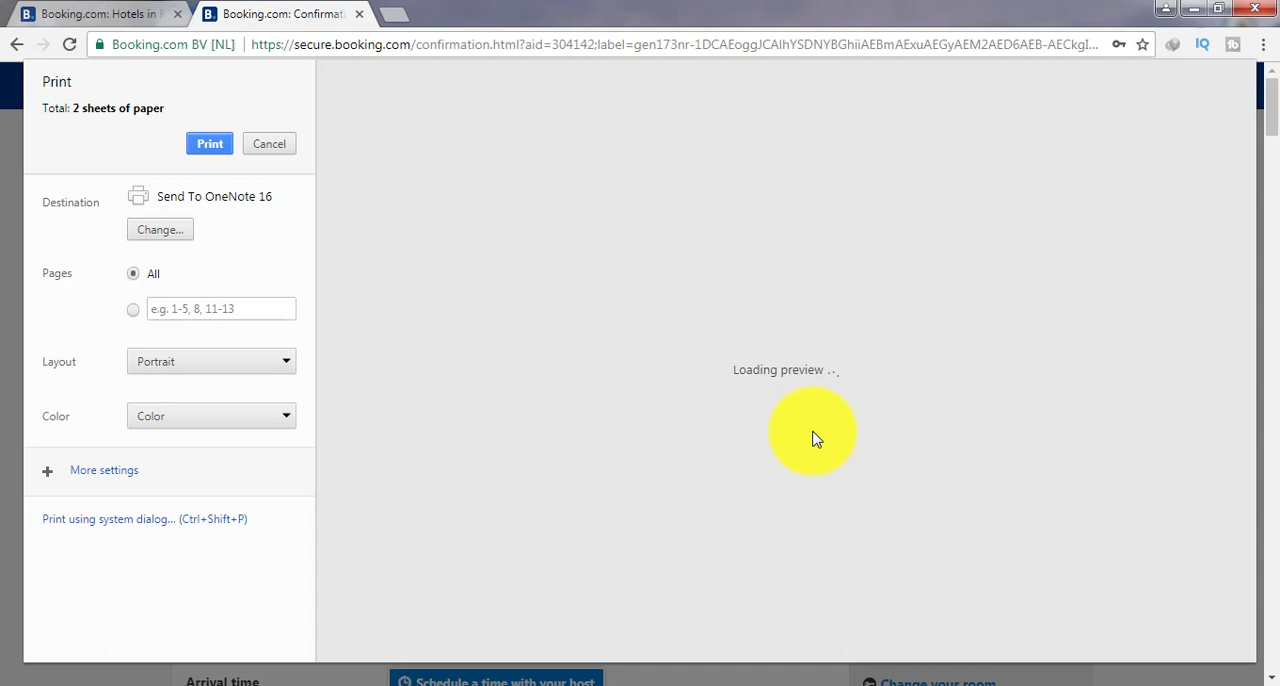 Booking.com: Hotels in R
Booking.com: Confirmati
Booking.com BV [NL]
https://secure.booking.com/confirmation.html?aid=304142;label=gen173nr-1DCAEoggJCAlhYSDNYBGhiiAEBmAExuAEGyAEM2AED6AEB-AECkgI...
IQ
Print
Total: 2 sheets of paper
Print
Cancel
Destination
Send To OneNote 16
Change...
Pages
All
e.g. 1-5, 8, 11-13
Layout
Portrait
Color
Color
More settings
Print using system dialog... (Ctrl+Shift+P)
Loading preview ...
Arrival time
Schedule a time with your host
Change your room